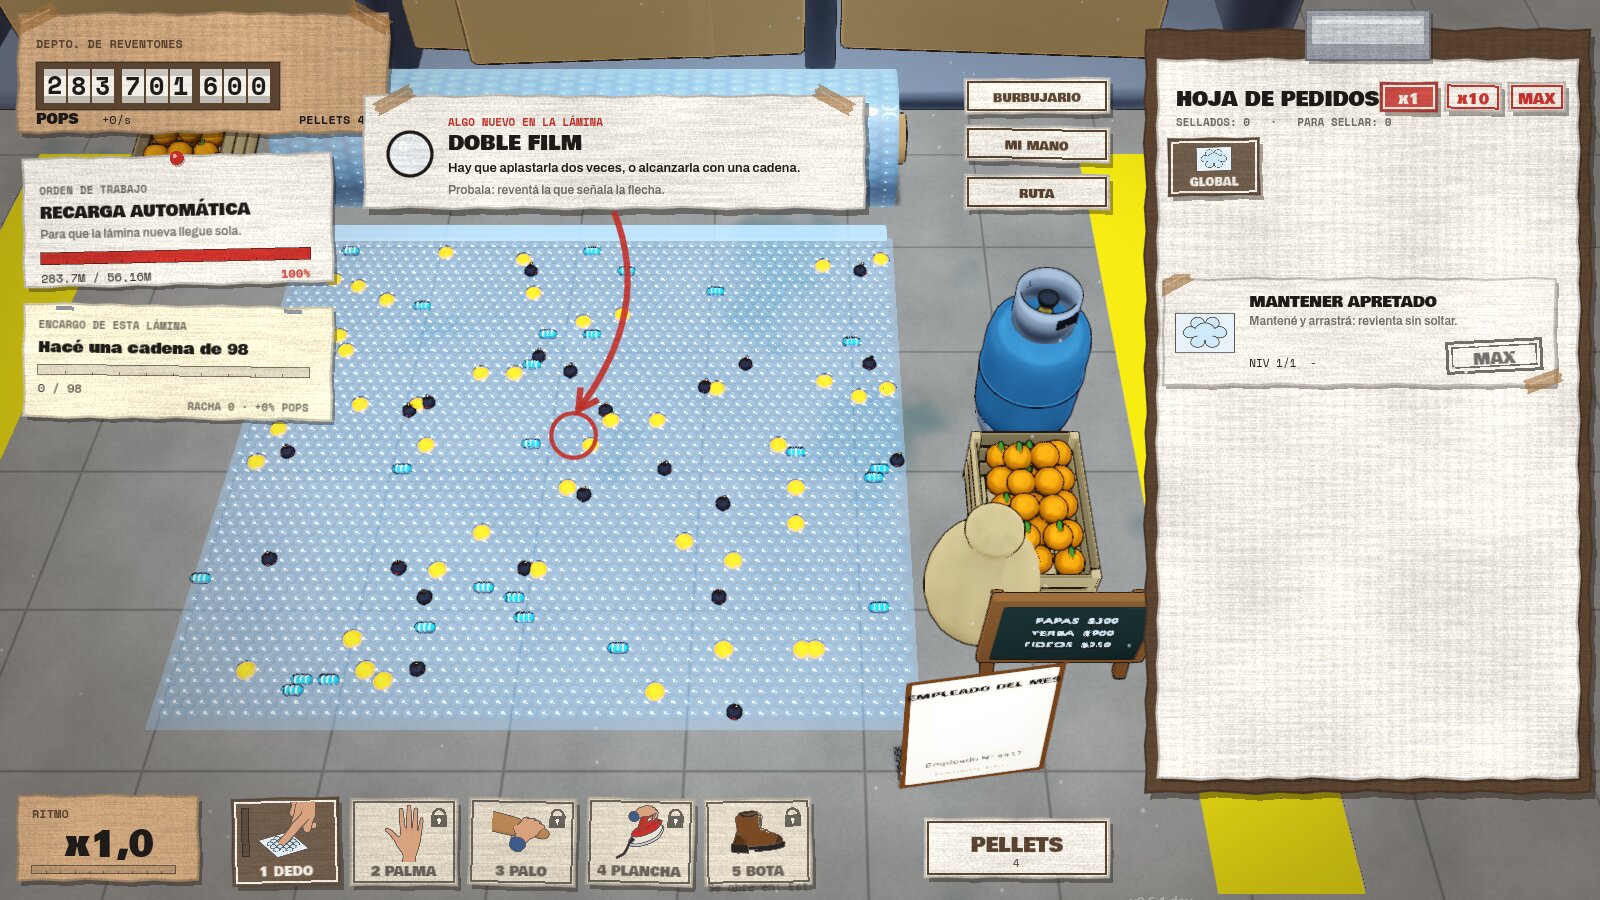 DEPTO. DE REVENTONES
283 701 600
POPS +0/s PELLETS 4
ORDEN DE TRABAJO
RECARGA AUTOMÁTICA
Para que la lámina nueva llegue sola.
283.7M / 56.16M 100%
ENCARGO DE ESTA LÁMINA
Hacé una cadena de 98
0 / 98
RACHA 0 · +0% POPS
ALGO NUEVO EN LA LÁMINA
DOBLE FILM
Hay que aplastarla dos veces, o alcanzarla con una cadena.
Probala: reventá la que señala la flecha.
BURBUJARIO
MI MANO
RUTA
HOJA DE PEDIDOS
x1 x10 MAX
SELLADOS: 0 · PARA SELLAR: 0
GLOBAL
MANTENER APRETADO
Mantené y arrastrá: revienta sin soltar.
NIV 1/1 -
MAX
PAPAS $300
YERBA $900
FIDEOS $250
EMPLEADO DEL MES
RITMO
x1,0
1 DEDO
2 PALMA
3 PALO
4 PLANCHA
5 BOTA
PELLETS
4